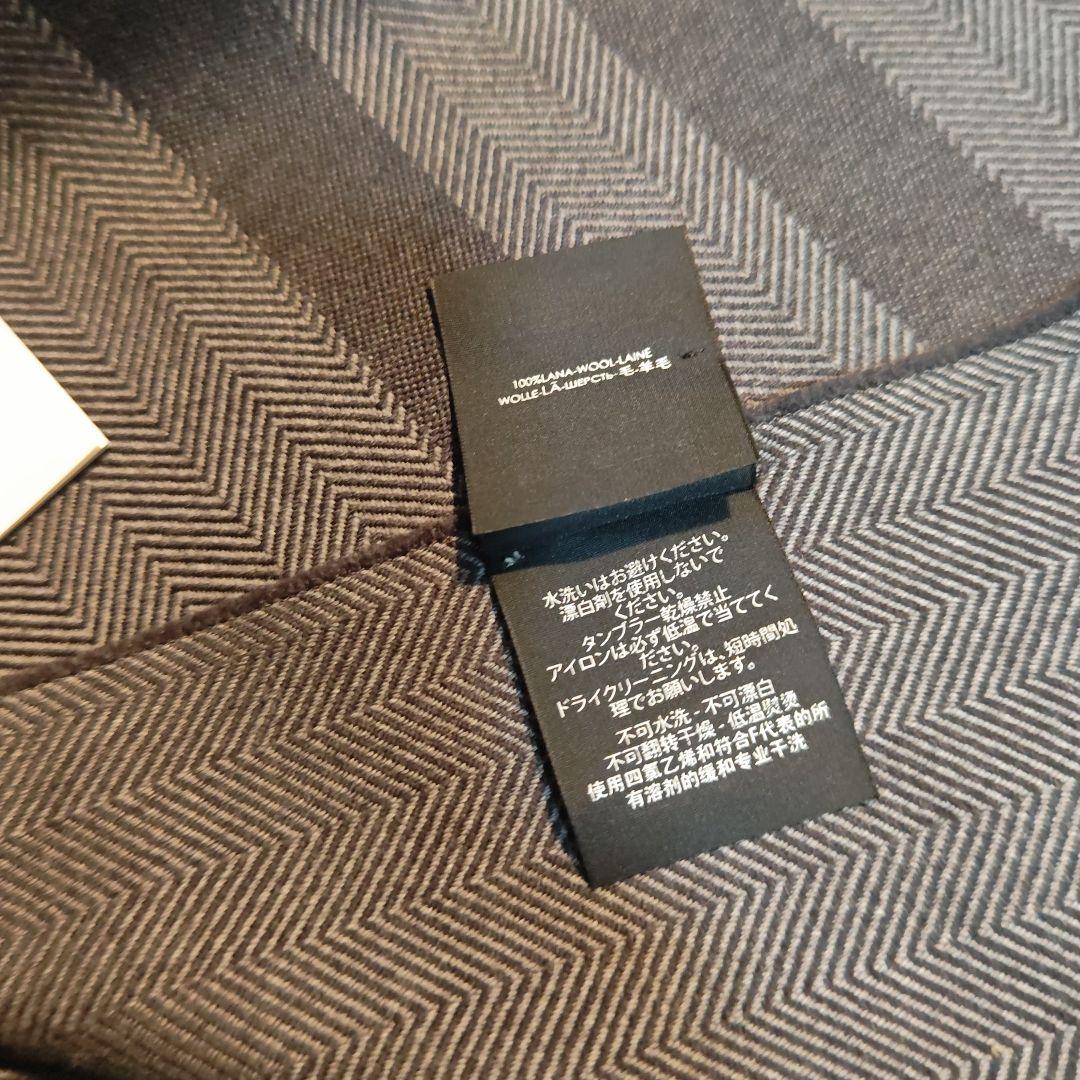 100%LANA-WOOL-LAINE
WOLLE-LÃ-ШЕРСТЬ-毛-羊毛
水洗いはお避けください。
漂白剤を使用しないで
ください。
タンブラー乾燥禁止
アイロンは必ず低温で当ててく
ださい。
ドライクリーニングは、短時間処
理でお願いします。
不可水洗 - 不可漂白
不可翻转干燥 - 低温熨烫
使用四氯乙烯和符合F代表的所
有溶剂的缓和专业干洗